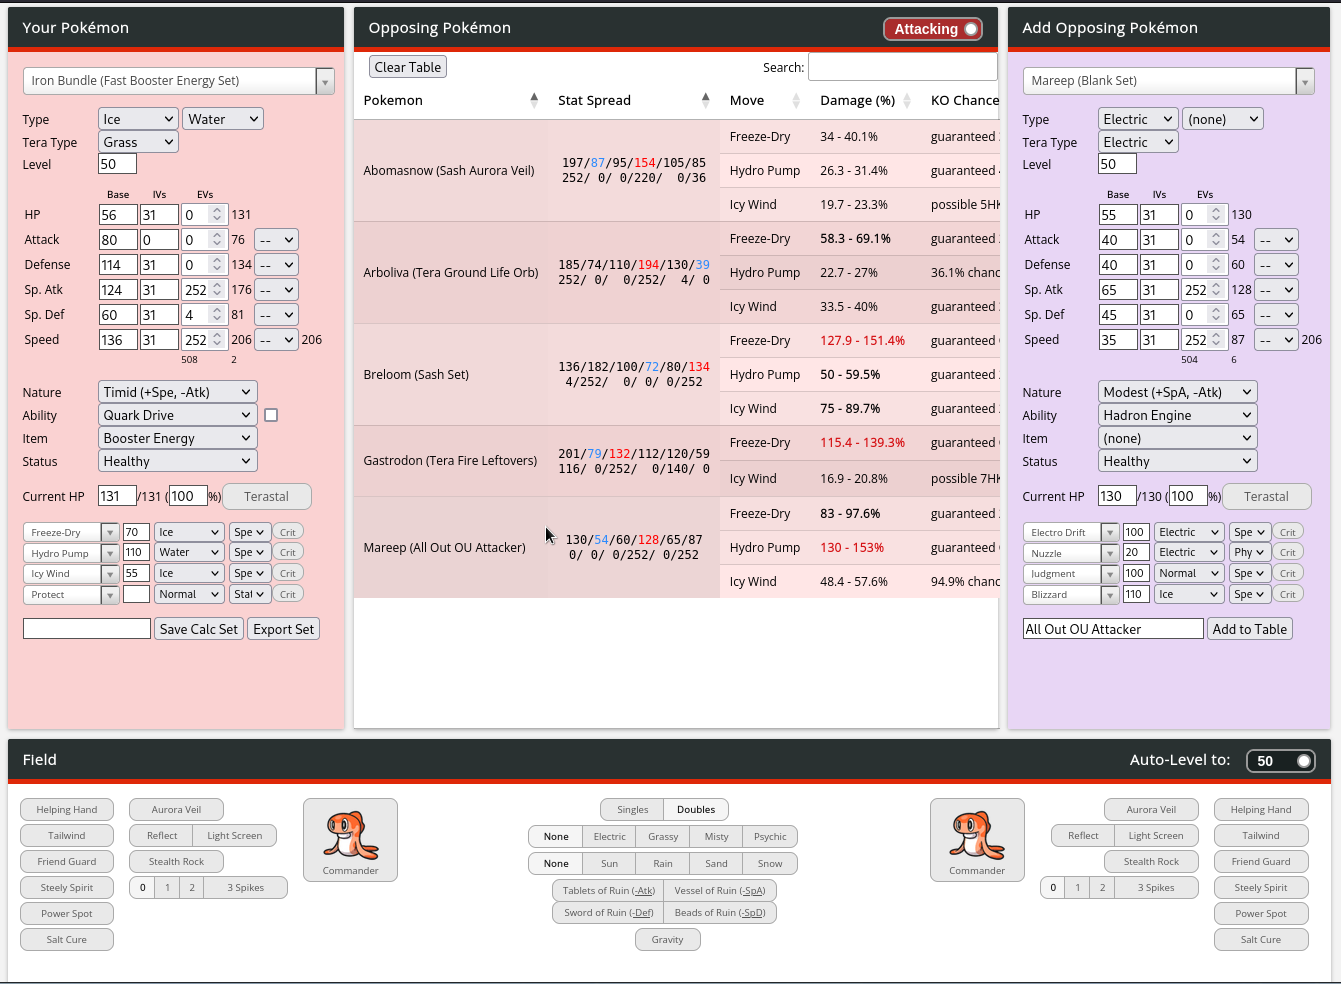 Your Pokémon
Iron Bundle (Fast Booster Energy Set)
Type Ice Water
Tera Type Grass
Level 50
Base IVs EVs
HP 56 31 0 131
Attack 80 0 0 76 --
Defense 114 31 0 134 --
Sp. Atk 124 31 252 176 --
Sp. Def 60 31 4 81 --
Speed 136 31 252 206 -- 206
508 2
Nature Timid (+Spe, -Atk)
Ability Quark Drive
Item Booster Energy
Status Healthy
Current HP 131 /131 ( 100 %) Terastal
Freeze-Dry 70 Ice Spe Crit
Hydro Pump 110 Water Spe Crit
Icy Wind 55 Ice Spe Crit
Protect Normal Stat Crit
Save Calc Set Export Set
Opposing Pokémon Attacking
Clear Table Search:
Pokemon Stat Spread Move Damage (%) KO Chance
Abomasnow (Sash Aurora Veil)
197/87/95/154/105/85
252/ 0/ 0/220/ 0/36
Freeze-Dry 34 - 40.1% guaranteed
Hydro Pump 26.3 - 31.4% guaranteed
Icy Wind 19.7 - 23.3% possible 5HK
Arboliva (Tera Ground Life Orb)
185/74/110/194/130/39
252/ 0/ 0/252/ 4/ 0
Freeze-Dry 58.3 - 69.1% guaranteed
Hydro Pump 22.7 - 27% 36.1% chanc
Icy Wind 33.5 - 40% guaranteed
Breloom (Sash Set)
136/182/100/72/80/134
4/252/ 0/ 0/ 0/252
Freeze-Dry 127.9 - 151.4% guaranteed
Hydro Pump 50 - 59.5% guaranteed
Icy Wind 75 - 89.7% guaranteed
Gastrodon (Tera Fire Leftovers)
201/79/132/112/120/59
116/ 0/252/ 0/140/ 0
Freeze-Dry 115.4 - 139.3% guaranteed
Icy Wind 16.9 - 20.8% possible 7HK
Mareep (All Out OU Attacker)
130/54/60/128/65/87
0/ 0/ 0/252/ 0/252
Freeze-Dry 83 - 97.6% guaranteed
Hydro Pump 130 - 153% guaranteed
Icy Wind 48.4 - 57.6% 94.9% chanc
Add Opposing Pokémon
Mareep (Blank Set)
Type Electric (none)
Tera Type Electric
Level 50
Base IVs EVs
HP 55 31 0 130
Attack 40 31 0 54 --
Defense 40 31 0 60 --
Sp. Atk 65 31 252 128 --
Sp. Def 45 31 0 65 --
Speed 35 31 252 87 -- 206
504 6
Nature Modest (+SpA, -Atk)
Ability Hadron Engine
Item (none)
Status Healthy
Current HP 130 /130 ( 100 %) Terastal
Electro Drift 100 Electric Spe Crit
Nuzzle 20 Electric Phy Crit
Judgment 100 Normal Spe Crit
Blizzard 110 Ice Spe Crit
All Out OU Attacker Add to Table
Field Auto-Level to: 50
Helping Hand Aurora Veil
Tailwind Reflect Light Screen
Friend Guard Stealth Rock
Steely Spirit 0 1 2 3 Spikes
Power Spot
Salt Cure
Commander
Singles Doubles
None Electric Grassy Misty Psychic
None Sun Rain Sand Snow
Tablets of Ruin (-Atk) Vessel of Ruin (-SpA)
Sword of Ruin (-Def) Beads of Ruin (-SpD)
Gravity
Commander
Aurora Veil Helping Hand
Reflect Light Screen Tailwind
Stealth Rock Friend Guard
0 1 2 3 Spikes Steely Spirit
Power Spot
Salt Cure